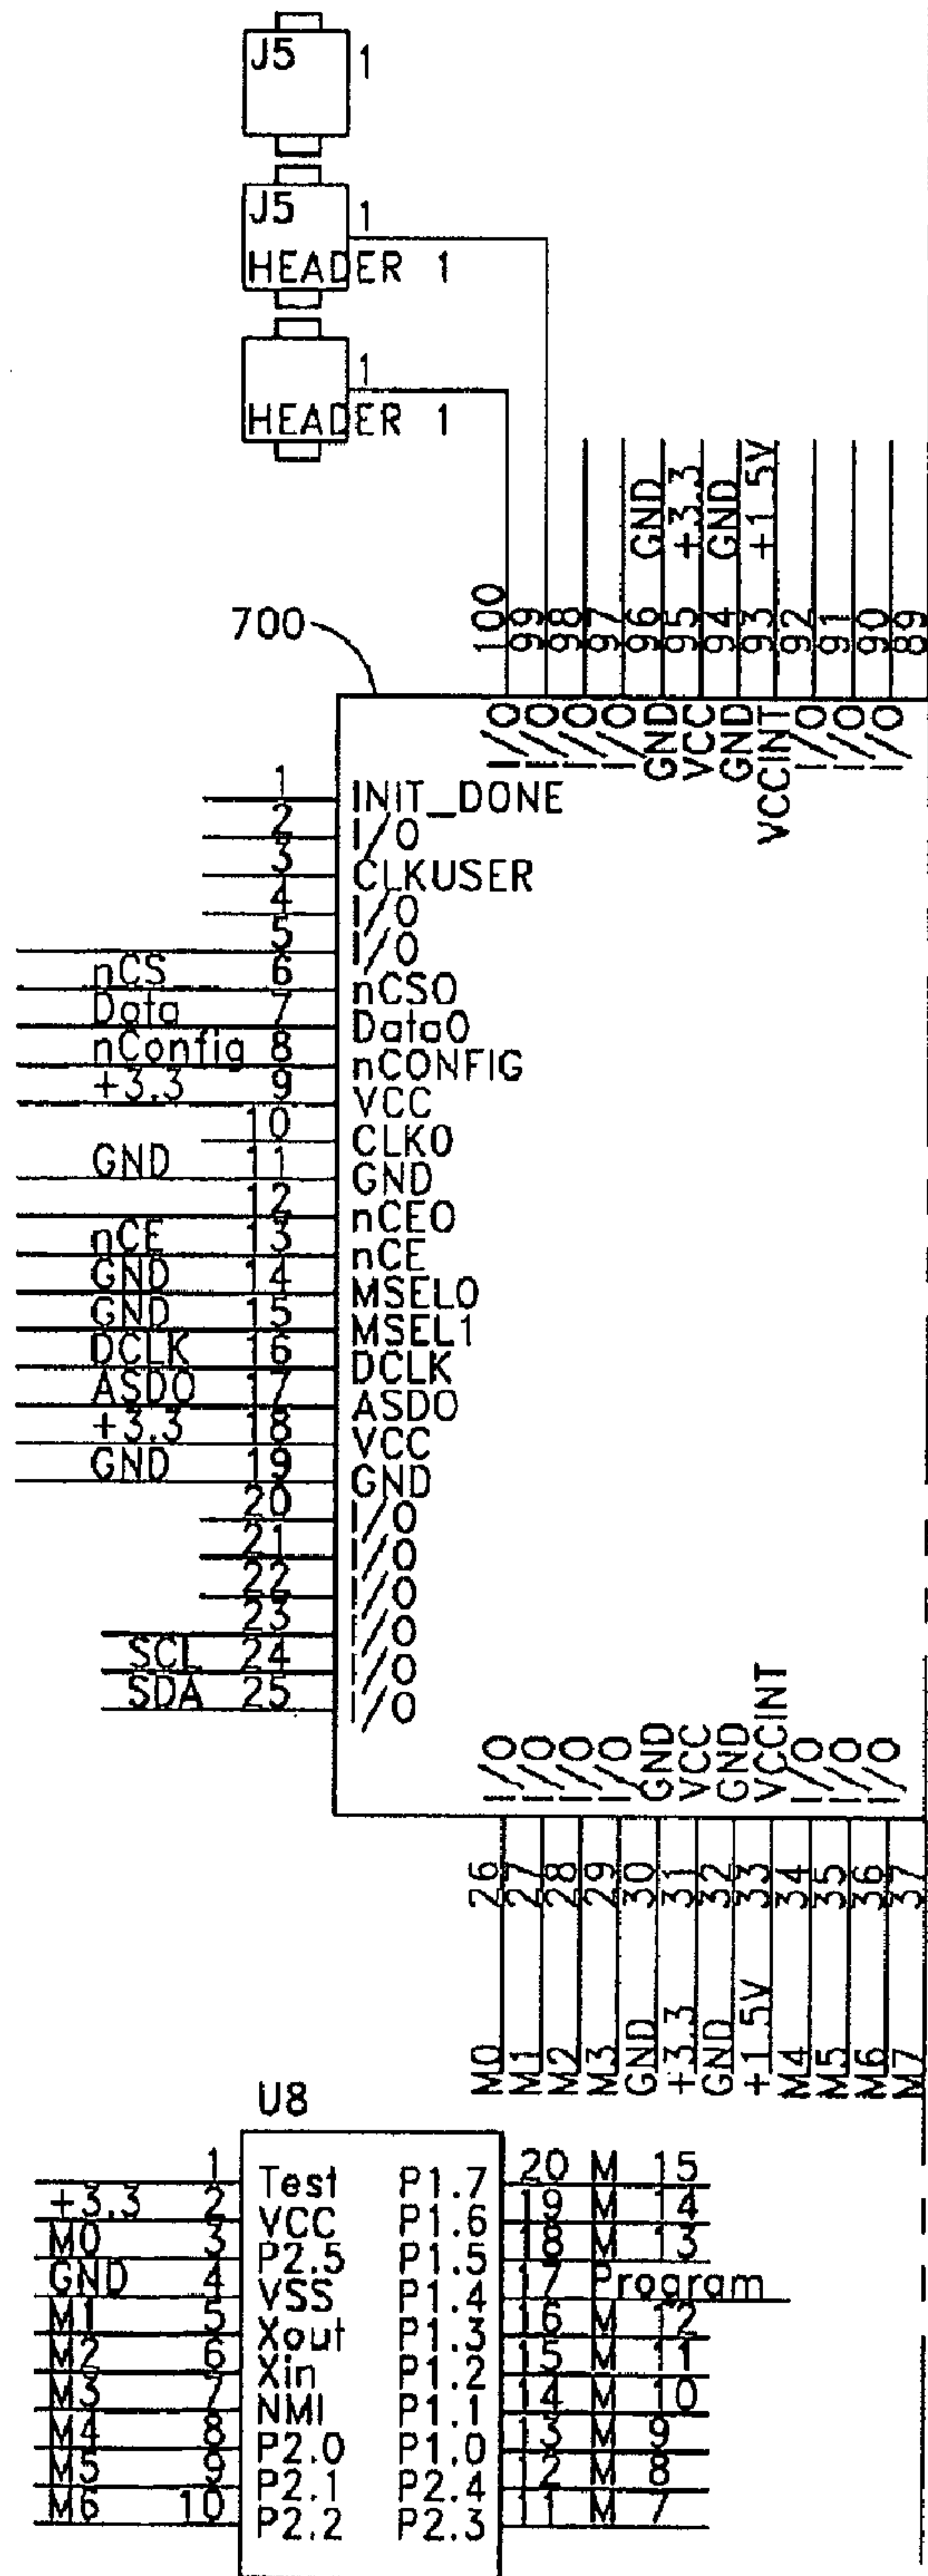 J5 1
J5 1
HEADER 1
1
HEADER 1
GND +3.3 GND +1.5V
100 99 98 97 96 95 94 93 92 91 90 89
700
I/O I/O I/O I/O GND VCC GND VCCINT I/O I/O I/O
1 INIT_DONE
2 I/O
3 CLKUSER
4 I/O
5 I/O
nCS 6 nCSO
Data 7 Data0
nConfig 8 nCONFIG
+3.3 9 VCC
10 CLK0
GND 11 GND
12 nCEO
nCE 13 nCE
GND 14 MSEL0
GND 15 MSEL1
DCLK 16 DCLK
ASDO 17 ASDO
+3.3 18 VCC
GND 19 GND
20 I/O
21 I/O
22 I/O
23 I/O
SCL 24 I/O
SDA 25 I/O
I/O I/O I/O I/O GND VCC GND VCCINT I/O I/O I/O
26 27 28 29 30 31 32 33 34 35 36 37
M0 M1 M2 M3 GND +3.3 GND +1.5V M4 M5 M6 M7
U8
1 Test P1.7 20 M 15
+3.3 2 VCC P1.6 19 M 14
M0 3 P2.5 P1.5 18 M 13
GND 4 VSS P1.4 17 Program
M1 5 Xout P1.3 16 M 12
M2 6 Xin P1.2 15 M 11
M3 7 NMI P1.1 14 M 10
M4 8 P2.0 P1.0 13 M 9
M5 9 P2.1 P2.4 12 M 8
M6 10 P2.2 P2.3 11 M 7